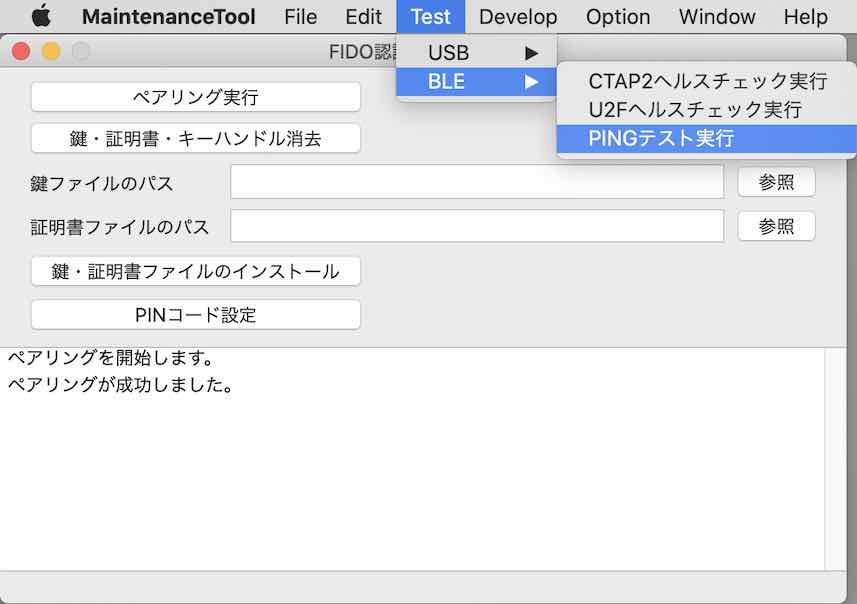 MaintenanceTool File Edit Test Develop Option Window Help
FIDO認
USB
BLE
CTAP2ヘルスチェック実行
U2Fヘルスチェック実行
PINGテスト実行
ペアリング実行
鍵・証明書・キーハンドル消去
鍵ファイルのパス 参照
証明書ファイルのパス 参照
鍵・証明書ファイルのインストール
PINコード設定
ペアリングを開始します。
ペアリングが成功しました。